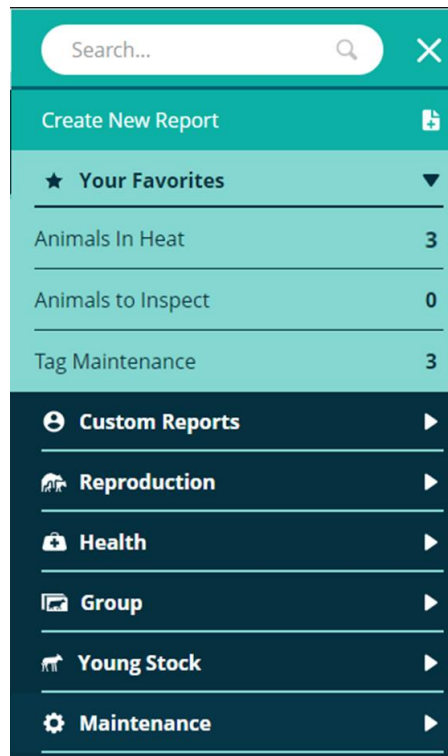 Search...
Create New Report
Your Favorites
Animals In Heat 3
Animals to Inspect 0
Tag Maintenance 3
Custom Reports
Reproduction
Health
Group
Young Stock
Maintenance